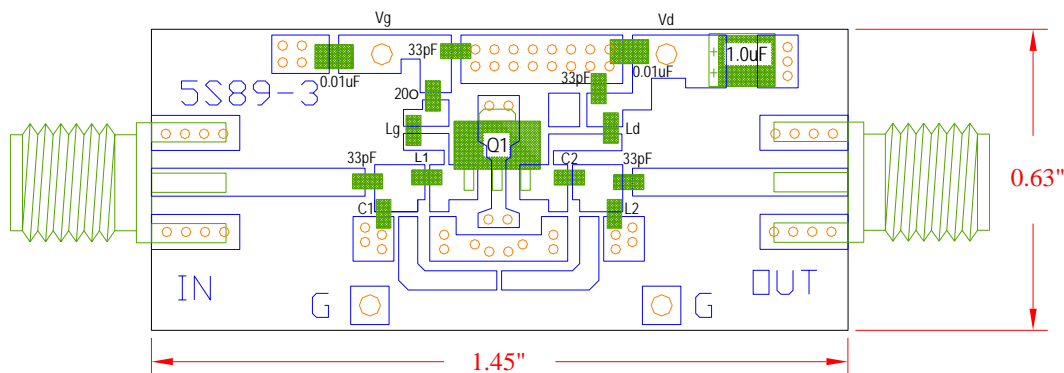 Vg
Vd
33pF
1.0uF
0.01uF
0.01uF
33pF
5S89-3
20O
Lg
Ld
Q1
33pF
L1
C2
33pF
0.63"
C1
L2
IN
OUT
G
G
1.45"